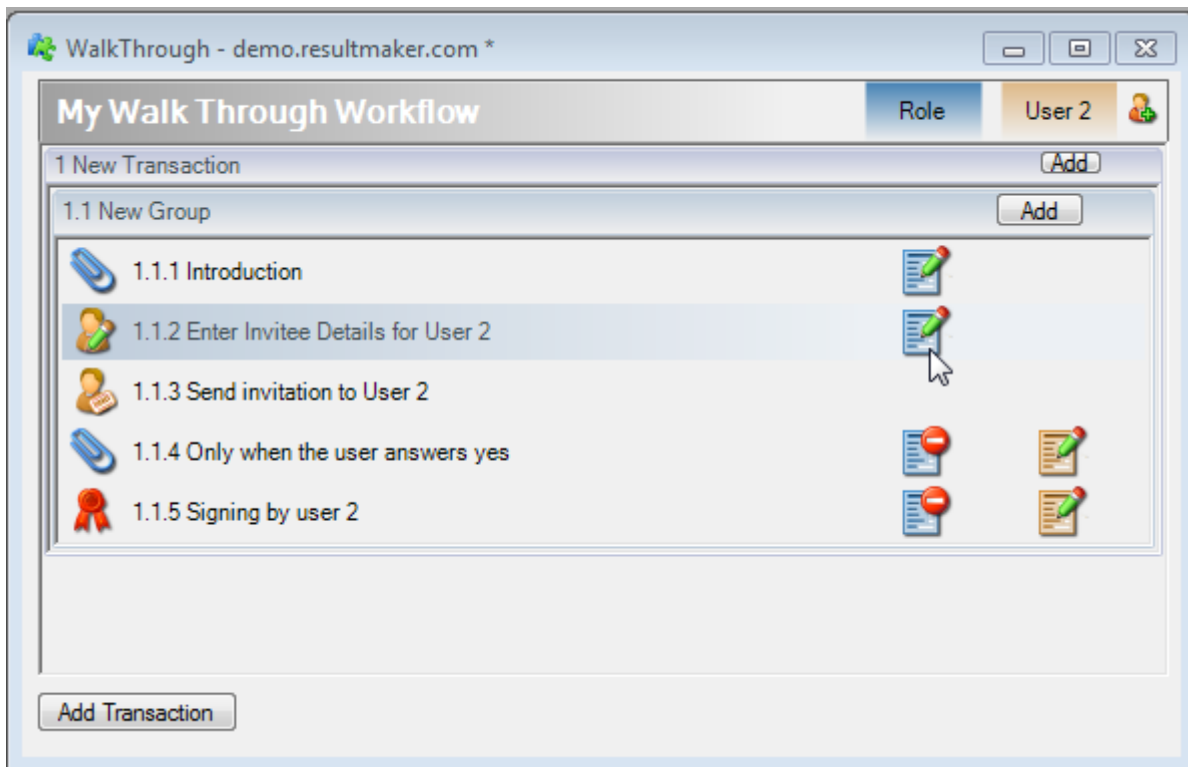 WalkThrough - demo.resultmaker.com *
My Walk Through Workflow Role User 2
1 New Transaction Add
1.1 New Group Add
1.1.1 Introduction
1.1.2 Enter Invitee Details for User 2
1.1.3 Send invitation to User 2
1.1.4 Only when the user answers yes
1.1.5 Signing by user 2
Add Transaction